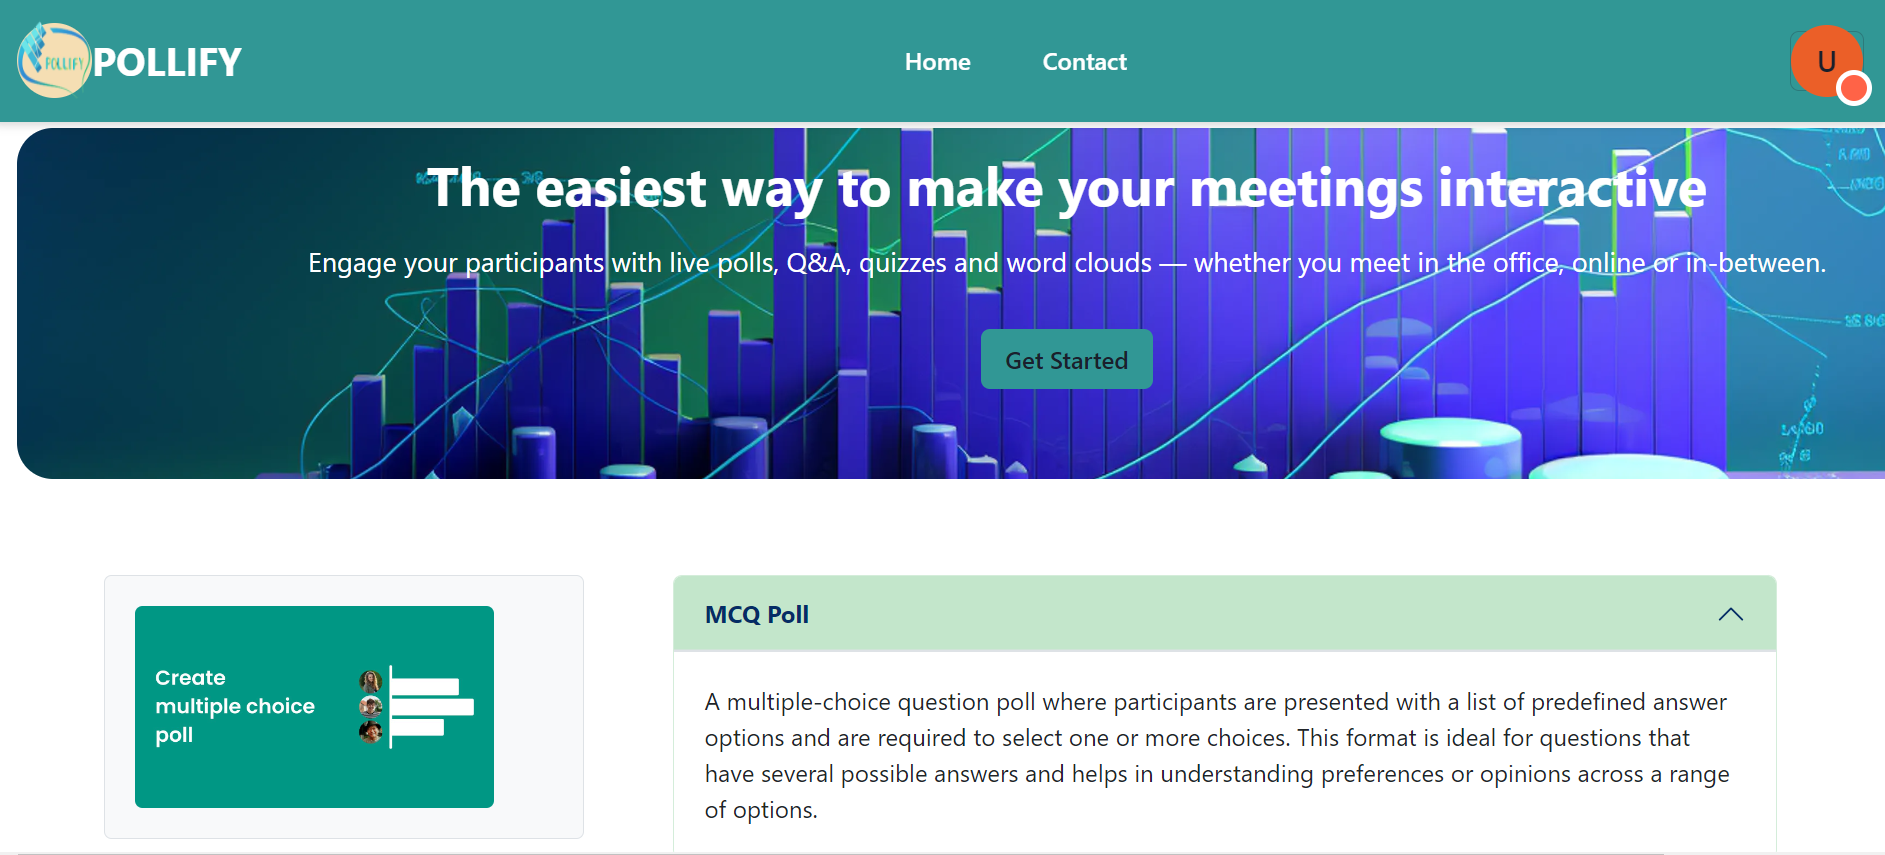 POLLIFY
POLLIFY
Home
Contact
U
The easiest way to make your meetings interactive
Engage your participants with live polls, Q&A, quizzes and word clouds — whether you meet in the office, online or in-between.
Get Started
Create
multiple choice
poll
MCQ Poll
A multiple-choice question poll where participants are presented with a list of predefined answer
options and are required to select one or more choices. This format is ideal for questions that
have several possible answers and helps in understanding preferences or opinions across a range
of options.